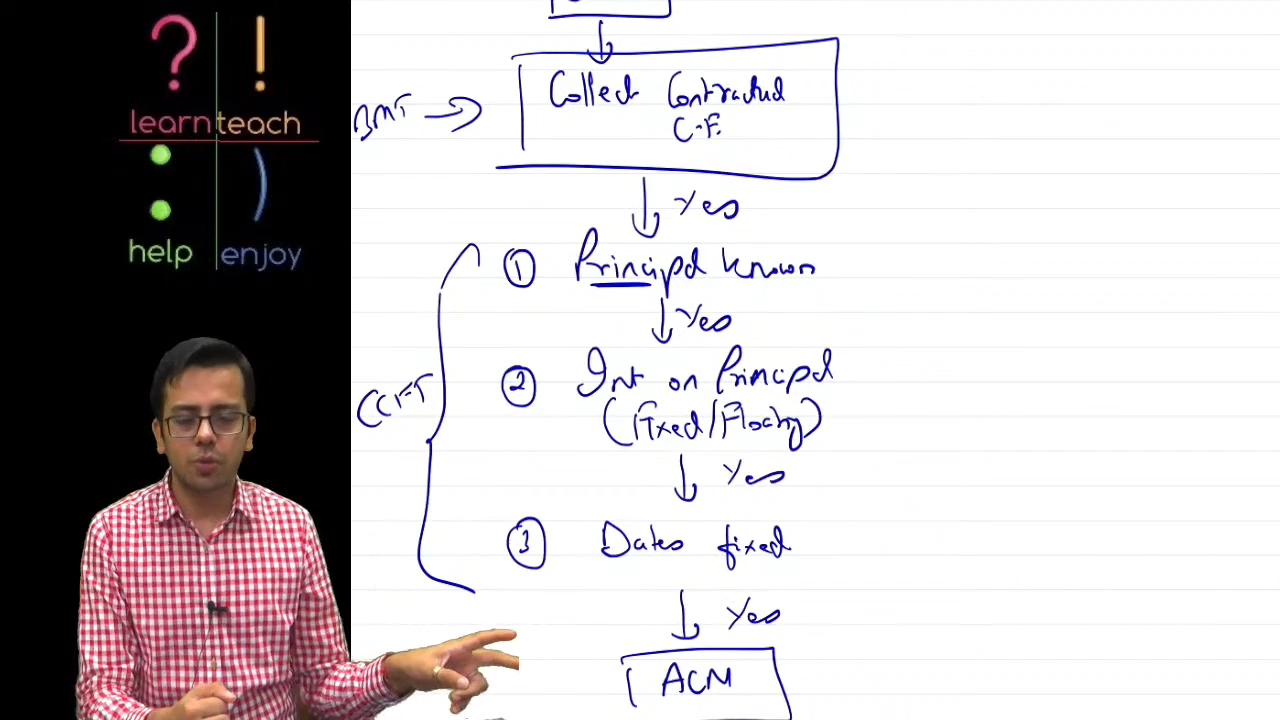 ? !
learn teach
: )
help enjoy
BMT →
Collect Contracted
C.F.
Yes
① Principal known
Yes
CCFT
② Int on Principal
(Fixed/Floating)
Yes
③ Dates fixed
Yes
ACM